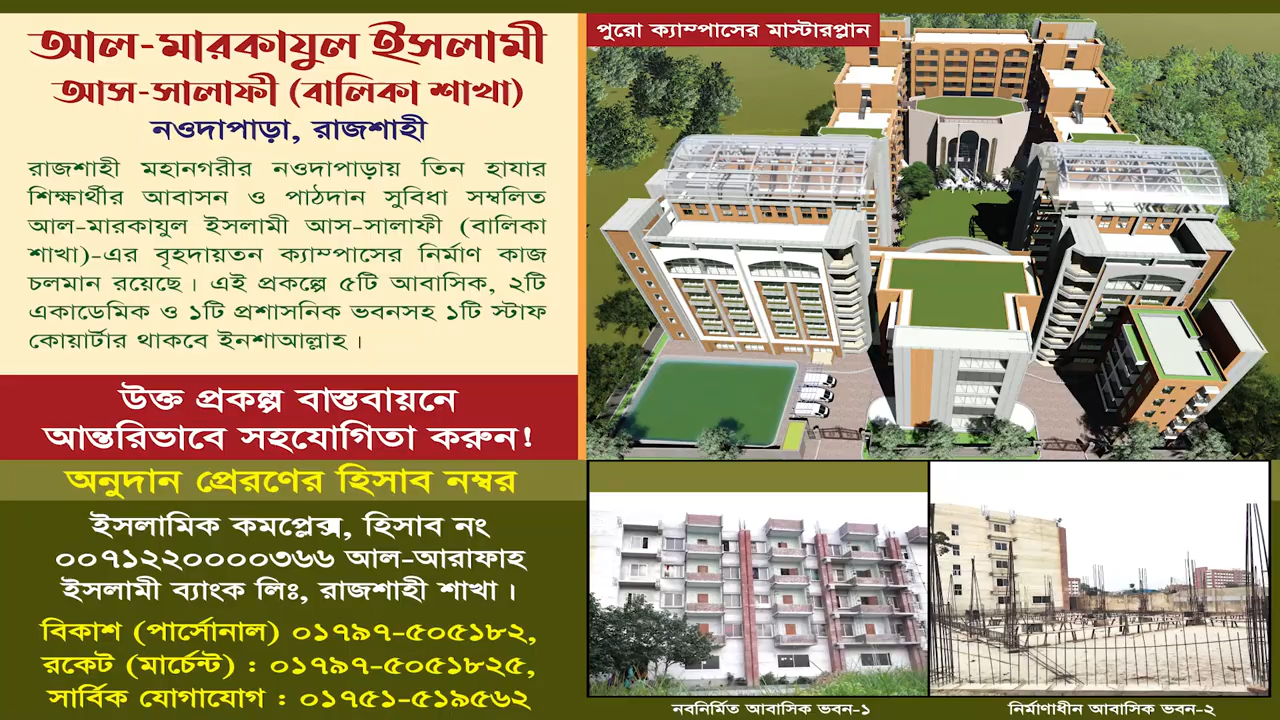 আল-মারকাযুল ইসলামী
আস-সালাফী (বালিকা শাখা)
নওদাপাড়া, রাজশাহী
রাজশাহী মহানগরীর নওদাপাড়ায় তিন হাযার
শিক্ষার্থীর আবাসন ও পাঠদান সুবিধা সম্বলিত
আল-মারকাযুল ইসলামী আস-সালাফী (বালিকা
শাখা)-এর বৃহদায়তন ক্যাম্পাসের নির্মাণ কাজ
চলমান রয়েছে। এই প্রকল্পে ৫টি আবাসিক, ২টি
একাডেমিক ও ১টি প্রশাসনিক ভবনসহ ১টি স্টাফ
কোয়ার্টার থাকবে ইনশাআল্লাহ।
উক্ত প্রকল্প বাস্তবায়নে
আন্তরিভাবে সহযোগিতা করুন!
অনুদান প্রেরণের হিসাব নম্বর
ইসলামিক কমপ্লেক্স, হিসাব নং
০০৭১২২০০০০৩৬৬ আল-আরাফাহ
ইসলামী ব্যাংক লিঃ, রাজশাহী শাখা।
বিকাশ (পার্সোনাল) ০১৭৯৭-৫০৫১৮২,
রকেট (মার্চেন্ট) : ০১৭৯৭-৫০৫১৮২৫,
সার্বিক যোগাযোগ : ০১৭৫১-৫১৯৫৬২
পুরো ক্যাম্পাসের মাস্টারপ্লান
নবনির্মিত আবাসিক ভবন-১
নির্মাণাধীন আবাসিক ভবন-২